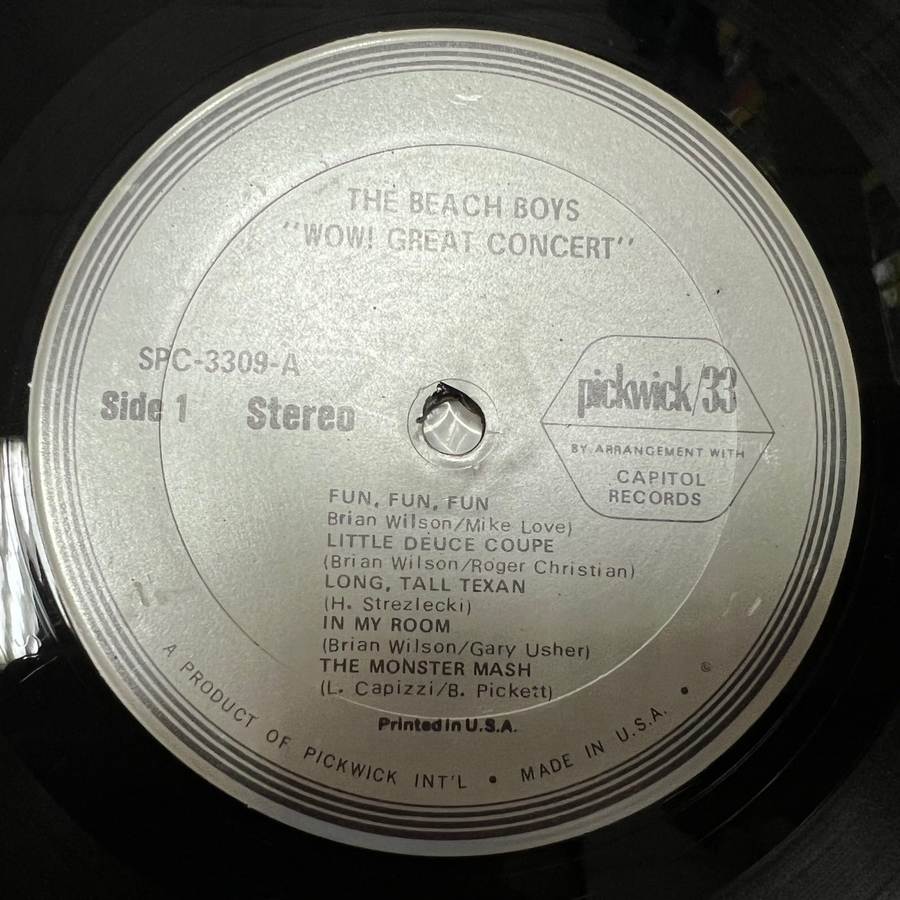 THE BEACH BOYS
"WOW! GREAT CONCERT"
SPC-3309-A
Side 1 Stereo
pickwick/33
BY ARRANGEMENT WITH
CAPITOL
RECORDS
FUN, FUN, FUN
Brian Wilson/Mike Love)
LITTLE DEUCE COUPE
(Brian Wilson/Roger Christian)
LONG, TALL TEXAN
(H. Strezlecki)
IN MY ROOM
(Brian Wilson/Gary Usher)
THE MONSTER MASH
(L. Capizzi/B. Pickett)
Printed in U.S.A.
A PRODUCT OF PICKWICK INT'L • MADE IN U.S.A. • ©